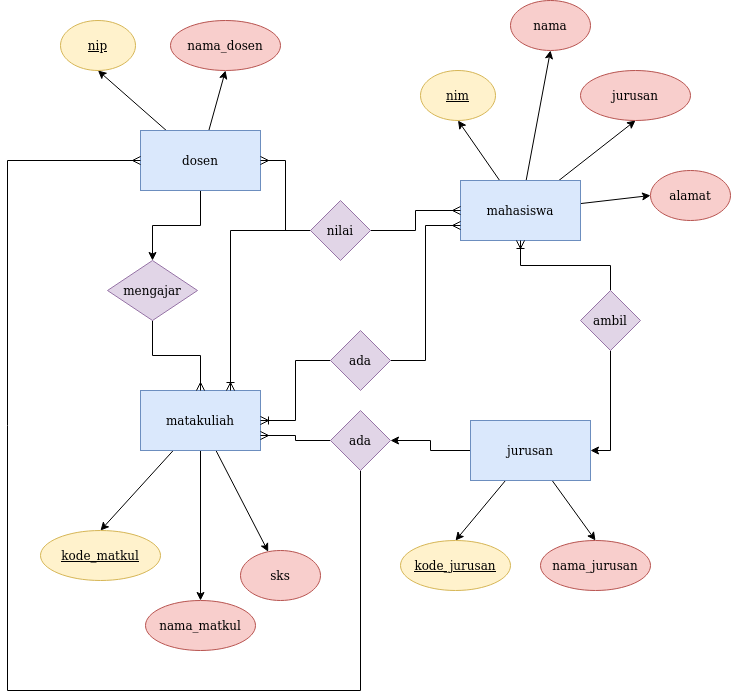 nama
nip
nama_dosen
nim
jurusan
dosen
alamat
mahasiswa
nilai
mengajar
ambil
ada
matakuliah
ada
jurusan
kode_matkul
sks
kode_jurusan
nama_jurusan
nama_matkul